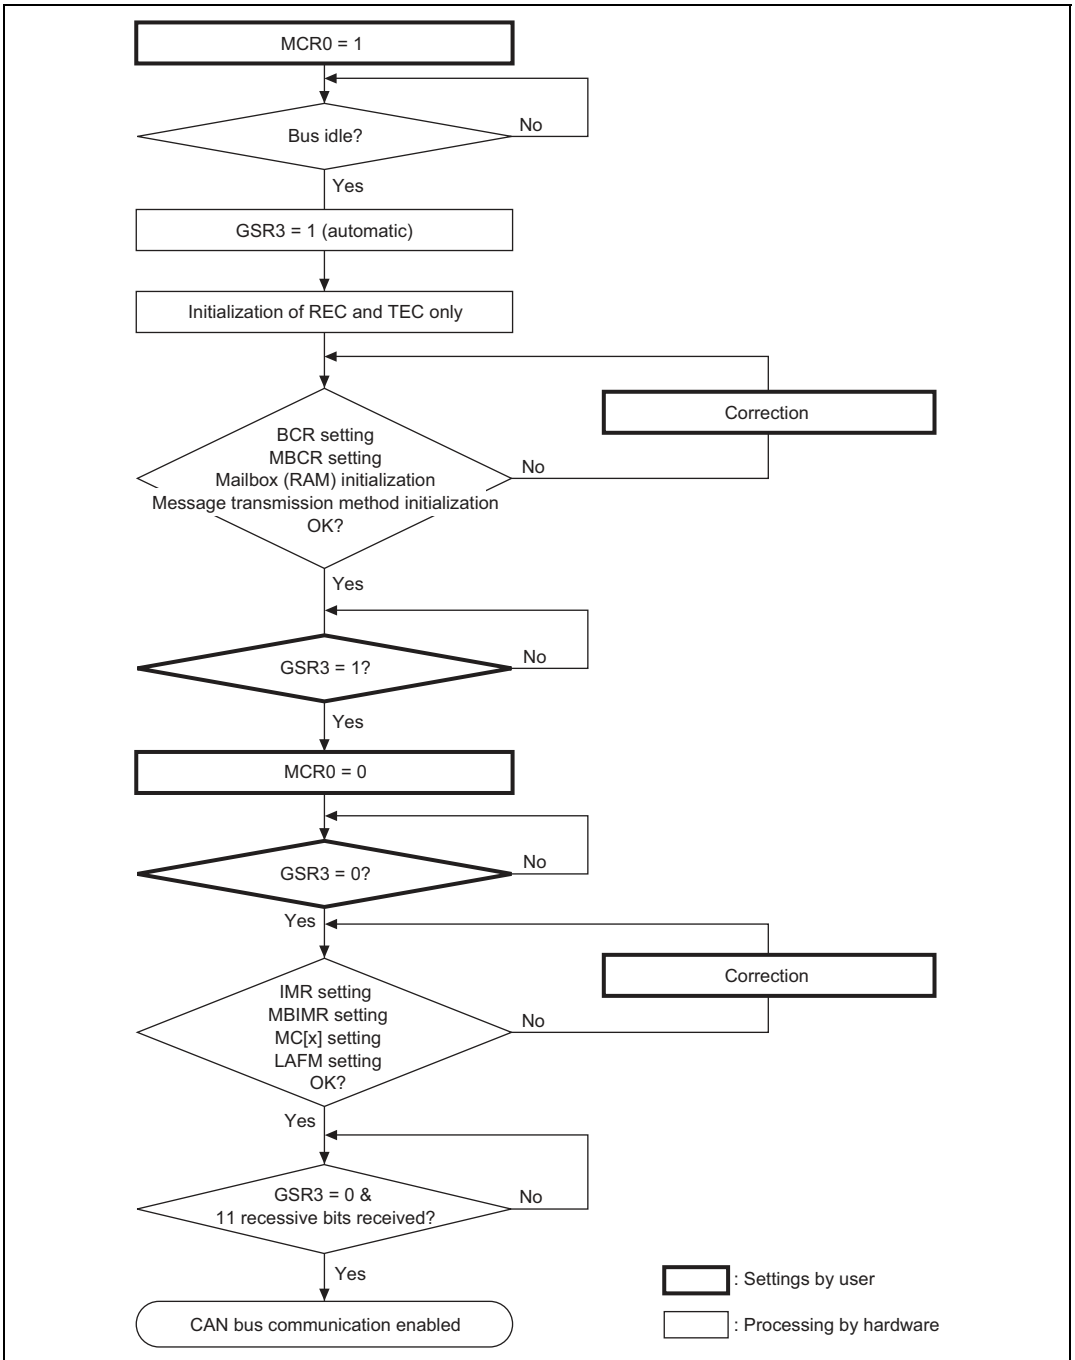 MCR0 = 1
Bus idle?
No
Yes
GSR3 = 1 (automatic)
Initialization of REC and TEC only
Correction
BCR setting
MBCR setting
Mailbox (RAM) initialization
Message transmission method initialization
OK?
No
Yes
GSR3 = 1?
No
Yes
MCR0 = 0
GSR3 = 0?
No
Yes
Correction
IMR setting
MBIMR setting
MC[x] setting
LAFM setting
OK?
No
Yes
GSR3 = 0 &
11 recessive bits received?
No
Yes
CAN bus communication enabled
: Settings by user
: Processing by hardware